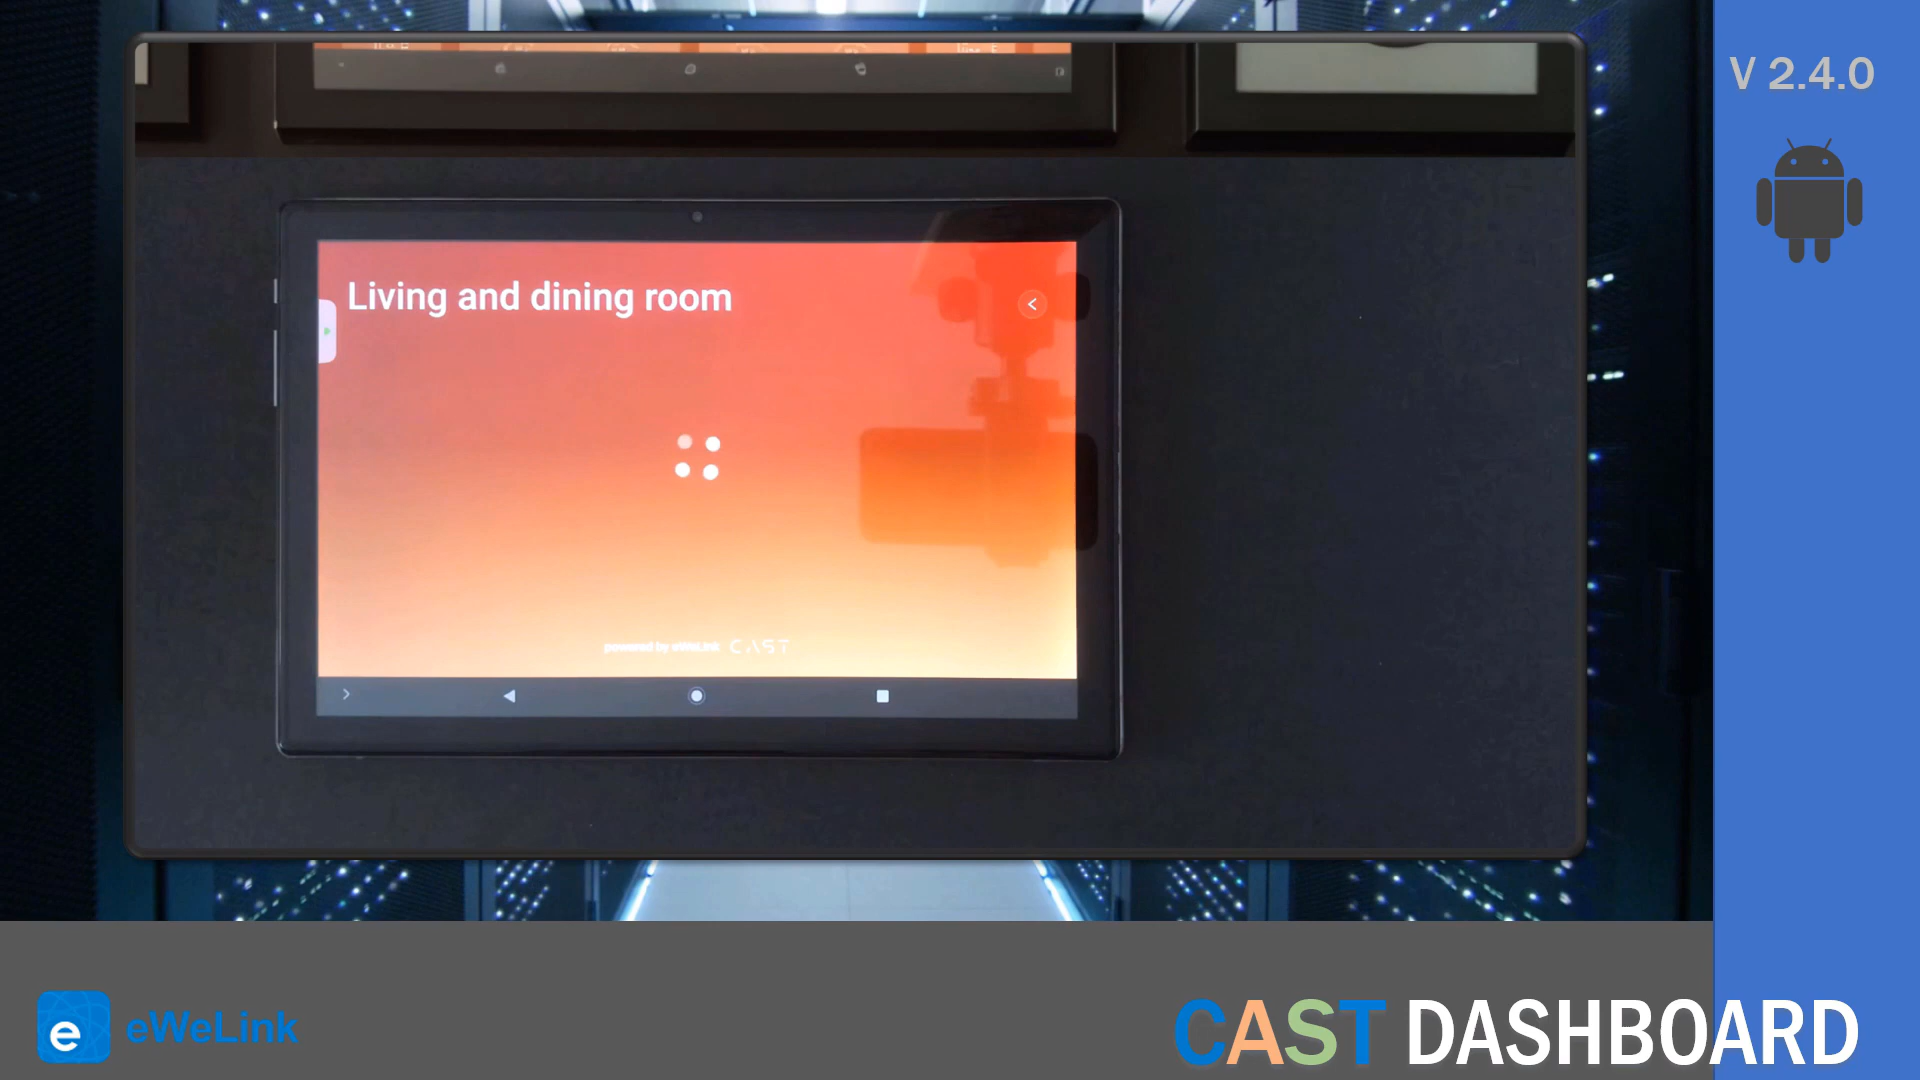 V 2.4.0
Living and dining room
powered by eWeLink CAST
e eWeLink
CAST DASHBOARD